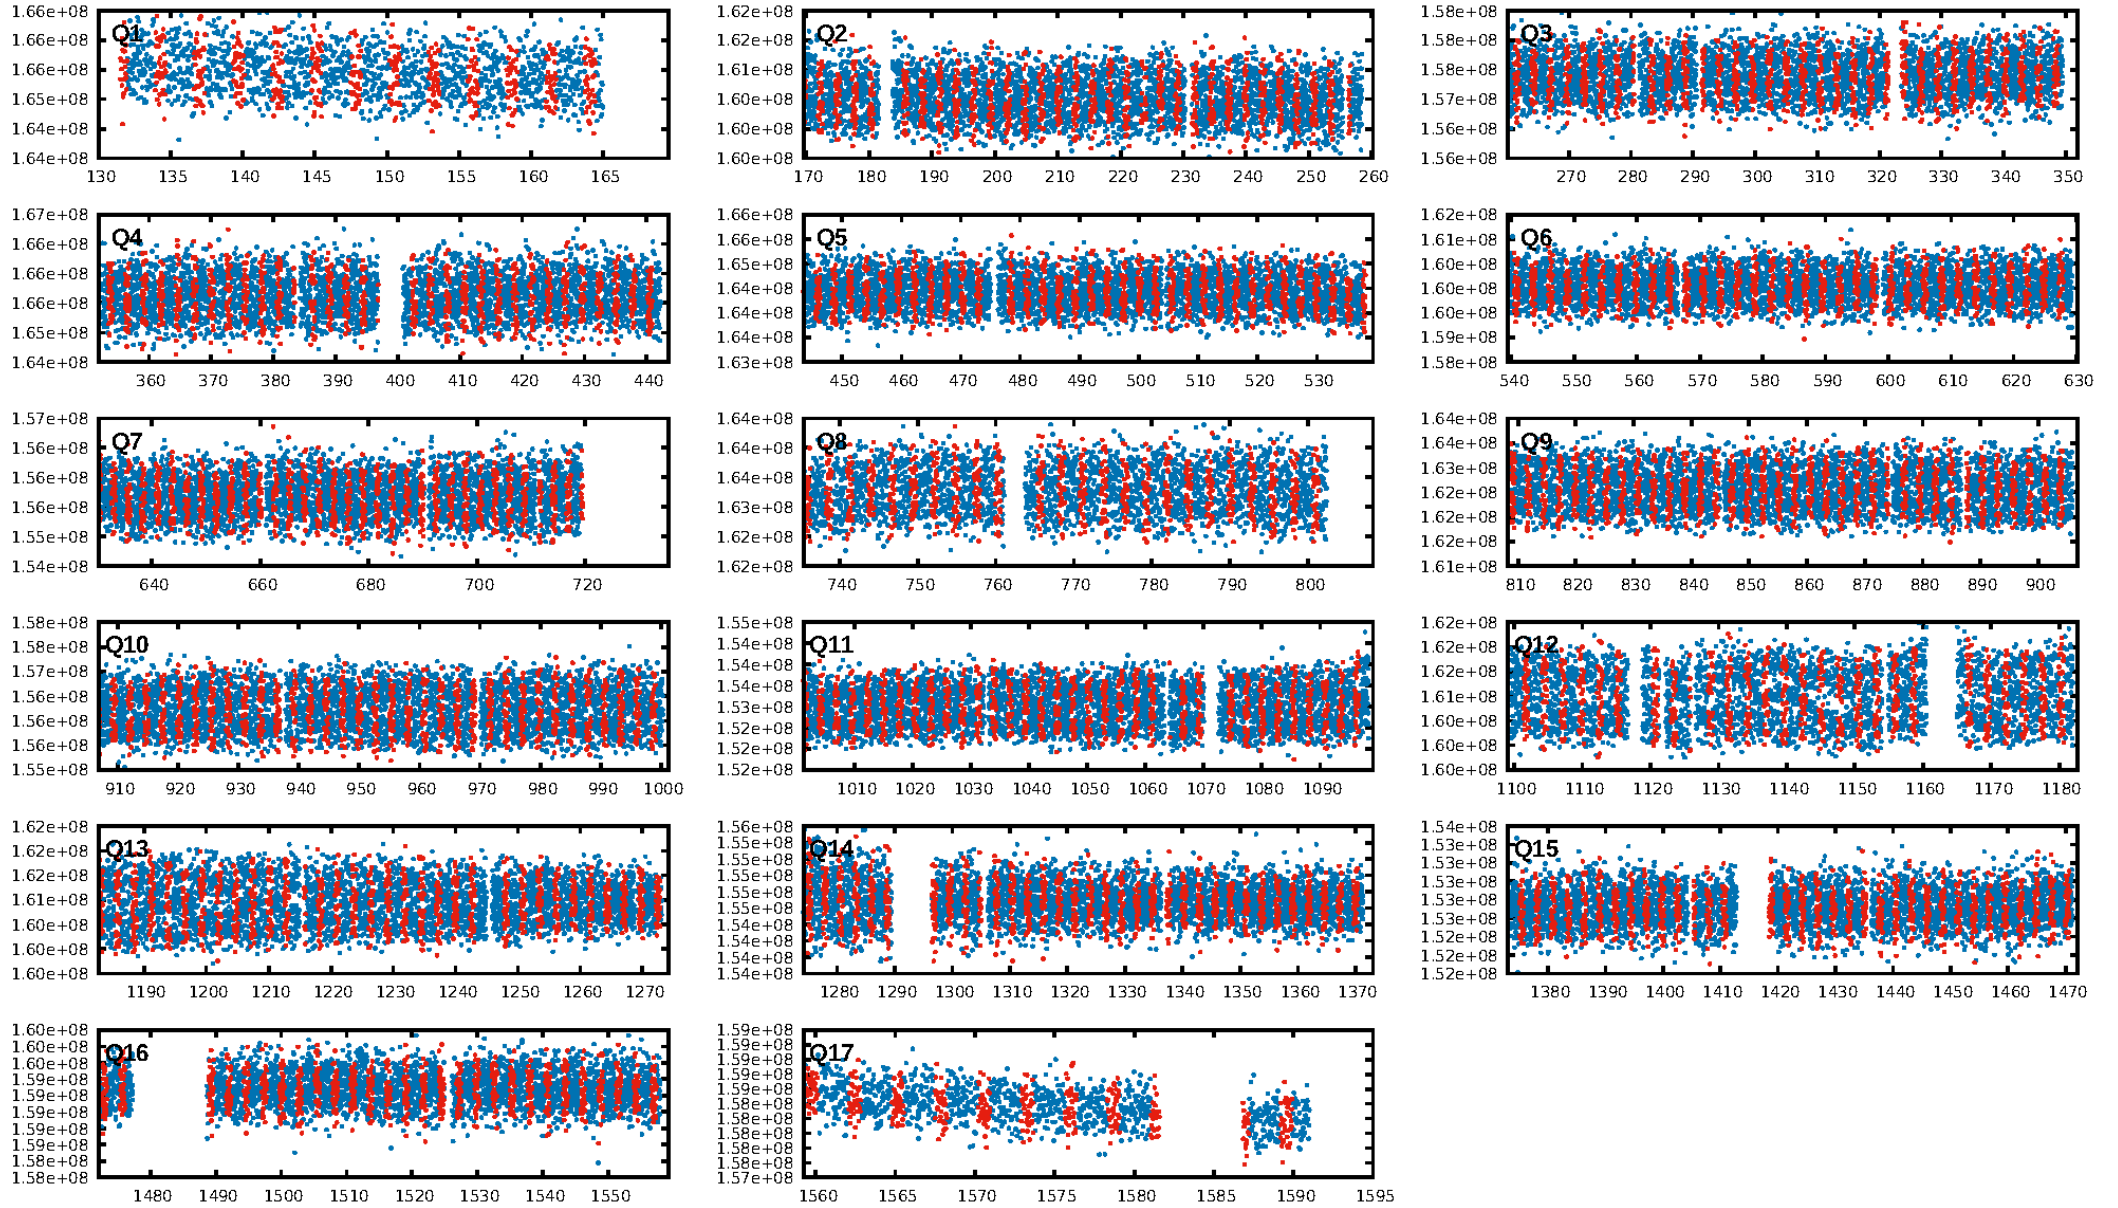 1.66e+08 1.66e+08 1.66e+08 1.65e+08 1.64e+08 1.64e+08
Q1
130 135 140 145 150 155 160 165
1.62e+08 1.62e+08 1.61e+08 1.60e+08 1.60e+08 1.60e+08
Q2
170 180 190 200 210 220 230 240 250 260
1.58e+08 1.58e+08 1.58e+08 1.57e+08 1.56e+08 1.56e+08
Q3
270 280 290 300 310 320 330 340 350
1.67e+08 1.66e+08 1.66e+08 1.66e+08 1.65e+08 1.64e+08
Q4
360 370 380 390 400 410 420 430 440
1.66e+08 1.66e+08 1.65e+08 1.64e+08 1.64e+08 1.64e+08 1.63e+08
Q5
450 460 470 480 490 500 510 520 530
1.62e+08 1.61e+08 1.60e+08 1.60e+08 1.60e+08 1.59e+08 1.58e+08
Q6
540 550 560 570 580 590 600 610 620 630
1.57e+08 1.56e+08 1.56e+08 1.56e+08 1.55e+08 1.54e+08
Q7
640 660 680 700 720
1.64e+08 1.64e+08 1.64e+08 1.63e+08 1.62e+08 1.62e+08
Q8
740 750 760 770 780 790 800
1.64e+08 1.64e+08 1.63e+08 1.62e+08 1.62e+08 1.62e+08 1.61e+08
Q9
810 820 830 840 850 860 870 880 890 900
1.58e+08 1.58e+08 1.57e+08 1.56e+08 1.56e+08 1.56e+08 1.55e+08
Q10
910 920 930 940 950 960 970 980 990 1000
1.55e+08 1.54e+08 1.54e+08 1.54e+08 1.53e+08 1.52e+08 1.52e+08 1.52e+08
Q11
1010 1020 1030 1040 1050 1060 1070 1080 1090
1.62e+08 1.62e+08 1.62e+08 1.61e+08 1.60e+08 1.60e+08 1.60e+08
Q12
1100 1110 1120 1130 1140 1150 1160 1170 1180
1.62e+08 1.62e+08 1.61e+08 1.61e+08 1.60e+08 1.60e+08 1.60e+08
Q13
1190 1200 1210 1220 1230 1240 1250 1260 1270
1.56e+08 1.55e+08 1.55e+08 1.55e+08 1.55e+08 1.55e+08 1.54e+08 1.54e+08 1.54e+08 1.54e+08
Q14
1280 1290 1300 1310 1320 1330 1340 1350 1360 1370
1.54e+08 1.53e+08 1.53e+08 1.53e+08 1.53e+08 1.53e+08 1.52e+08 1.52e+08 1.52e+08
Q15
1380 1390 1400 1410 1420 1430 1440 1450 1460 1470
1.60e+08 1.60e+08 1.60e+08 1.59e+08 1.59e+08 1.59e+08 1.59e+08 1.59e+08 1.58e+08 1.58e+08
Q16
1480 1490 1500 1510 1520 1530 1540 1550
1.59e+08 1.59e+08 1.59e+08 1.59e+08 1.59e+08 1.58e+08 1.58e+08 1.58e+08 1.58e+08 1.58e+08 1.57e+08
Q17
1560 1565 1570 1575 1580 1585 1590 1595